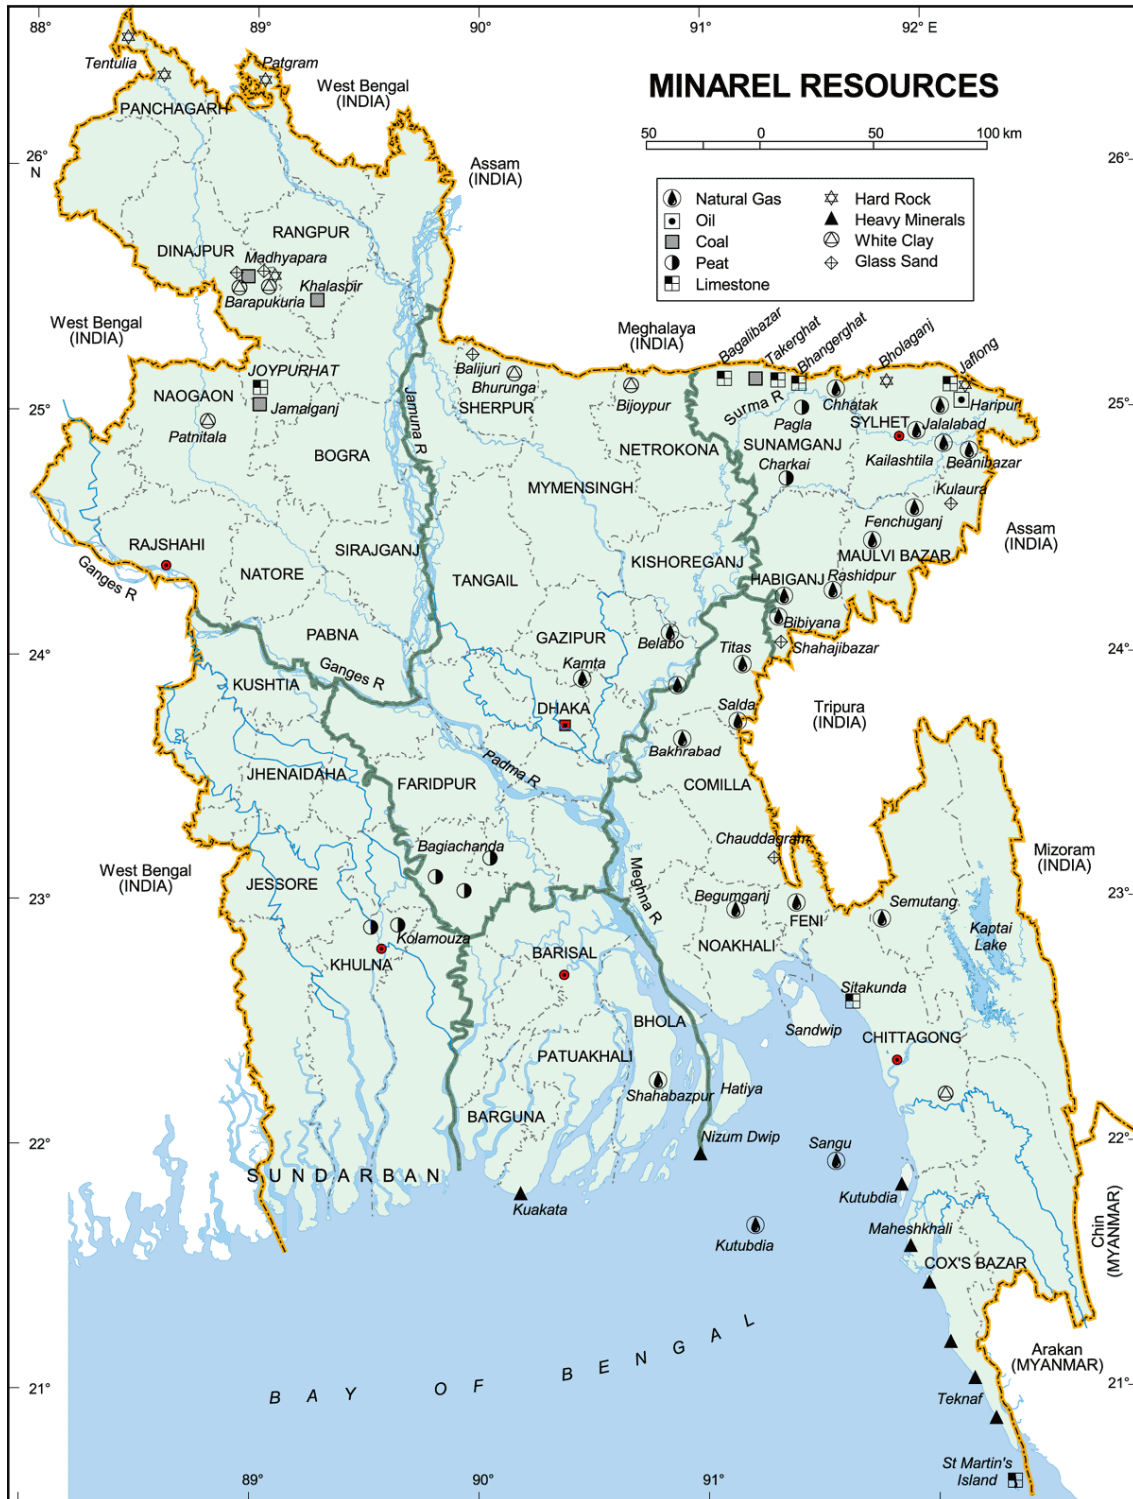 88°
89°
90°
91°
92° E
Tentulia
Patgram
West Bengal
(INDIA)
PANCHAGARH
MINAREL RESOURCES
50
0
50
100 km
26°
N
26°
Assam
(INDIA)
Natural Gas
Oil
Coal
Peat
Limestone
Hard Rock
Heavy Minerals
White Clay
Glass Sand
RANGPUR
DINAJPUR
Madhyapara
Barapukuria
Khalaspir
West Bengal
(INDIA)
Meghalaya
(INDIA)
Bagalibazar
Takerghat
Bhangerghat
Bholaganj
Jaflong
JOYPURHAT
Balijuri
Bhurunga
SHERPUR
Bijoypur
NAOGAON
Jamalganj
Patnitala
25°
25°
Jamuna R
Surma R
Chhatak
Haripur
Pagla
SYLHET
Jalalabad
SUNAMGANJ
NETROKONA
Kailashtila
Beanibazar
BOGRA
Charkai
Kulaura
MYMENSINGH
Fenchuganj
Assam
(INDIA)
RAJSHAHI
SIRAJGANJ
MAULVI BAZAR
Ganges R
NATORE
TANGAIL
KISHOREGANJ
HABIGANJ
Rashidpur
Bibiyana
PABNA
GAZIPUR
Belabo
Titas
Shahajibazar
24°
24°
Ganges R
Kamta
KUSHTIA
DHAKA
Salda
Tripura
(INDIA)
Bakhrabad
Padma R
JHENAIDAHA
FARIDPUR
COMILLA
Bagiachanda
Chauddagram
Mizoram
(INDIA)
West Bengal
(INDIA)
JESSORE
Meghna R
Begumganj
FENI
Semutang
23°
23°
Kaptai
Lake
Kolamouza
KHULNA
BARISAL
NOAKHALI
Sitakunda
BHOLA
Sandwip
CHITTAGONG
PATUAKHALI
Shahabazpur
Hatiya
BARGUNA
22°
22°
Nizum Dwip
Sangu
SUNDARBAN
Kuakata
Kutubdia
Maheshkhali
Kutubdia
Chin
(MYANMAR)
COX'S BAZAR
BAY OF BENGAL
Arakan
(MYANMAR)
21°
21°
Teknaf
St Martin's
Island
89°
90°
91°